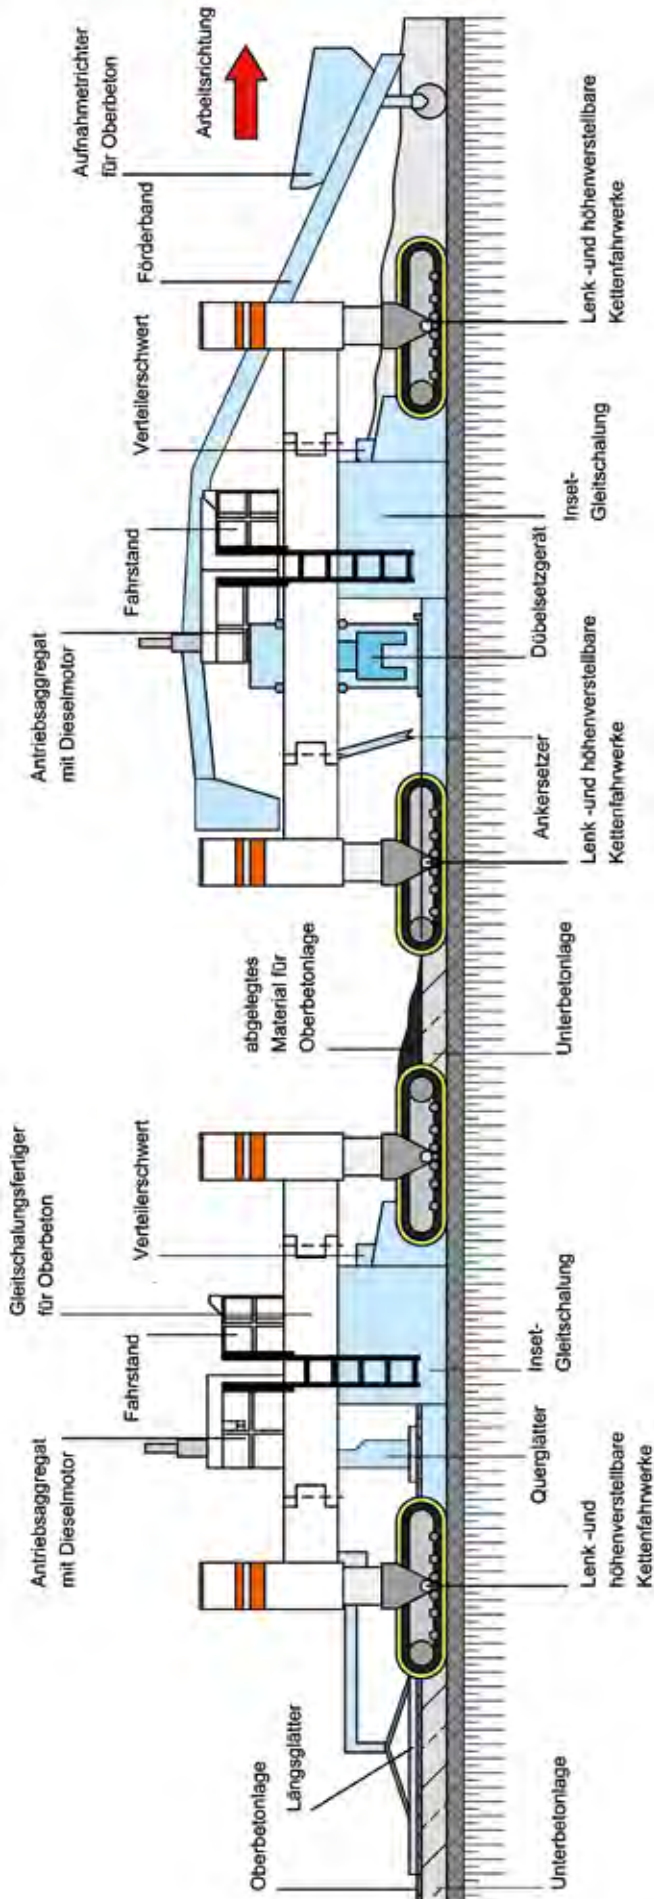 Antriebsaggregat
mit Dieselmotor
Fahrstand
Gleitschalungsfertiger
für Oberbeton
Verteilerschwert
abgelegtes
Material für
Oberbetonlage
Antriebsaggregat
mit Dieselmotor
Fahrstand
Verteilerschwert
Förderband
Aufnahmetrichter
für Oberbeton
Arbeitsrichtung
Oberbetonlage
Längsglätter
Unterbetonlage
Lenk -und
höhenverstellbare
Kettenfahrwerke
Querglätter
Inset-
Gleitschalung
Unterbetonlage
Lenk -und höhenverstellbare
Kettenfahrwerke
Ankersetzer
Dübelsetzgerät
Inset-
Gleitschalung
Lenk -und höhenverstellbare
Kettenfahrwerke